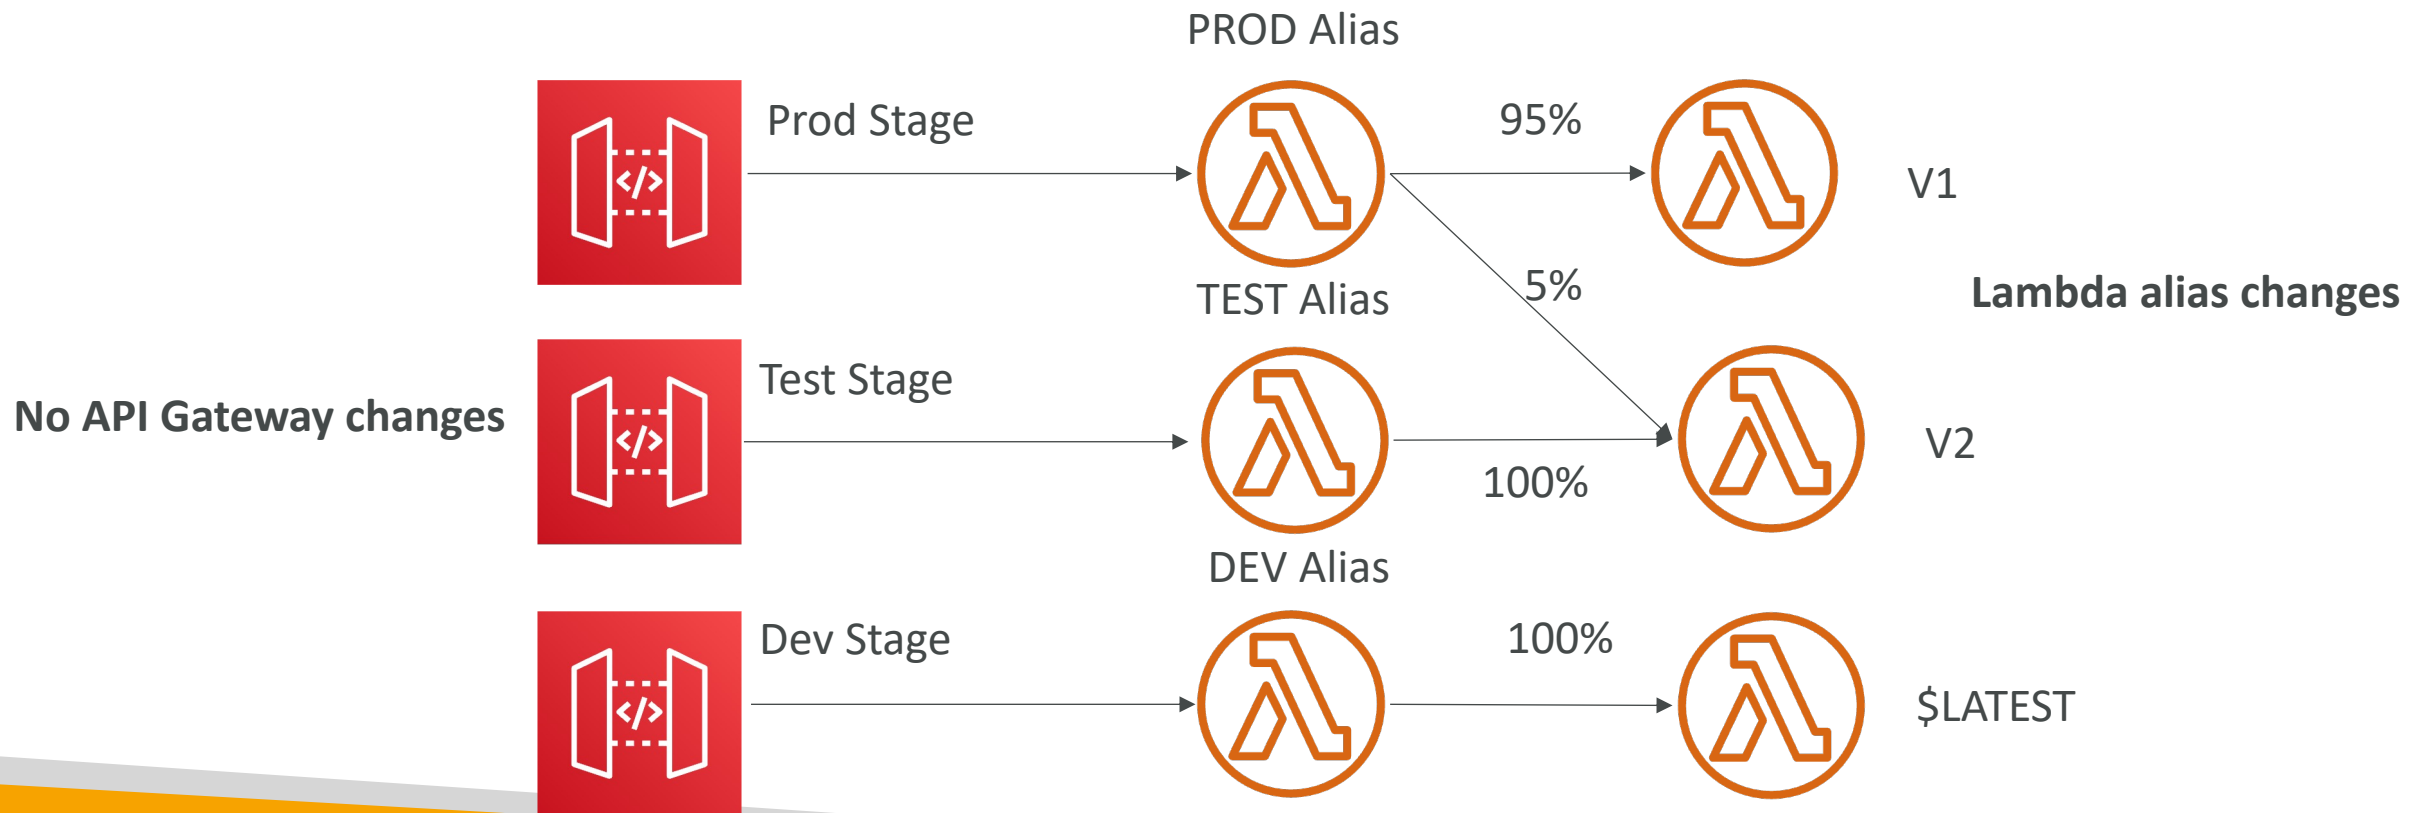 PROD Alias
Prod Stage
95%
V1
5%
TEST Alias
Lambda alias changes
Test Stage
No API Gateway changes
V2
100%
DEV Alias
Dev Stage
100%
$LATEST